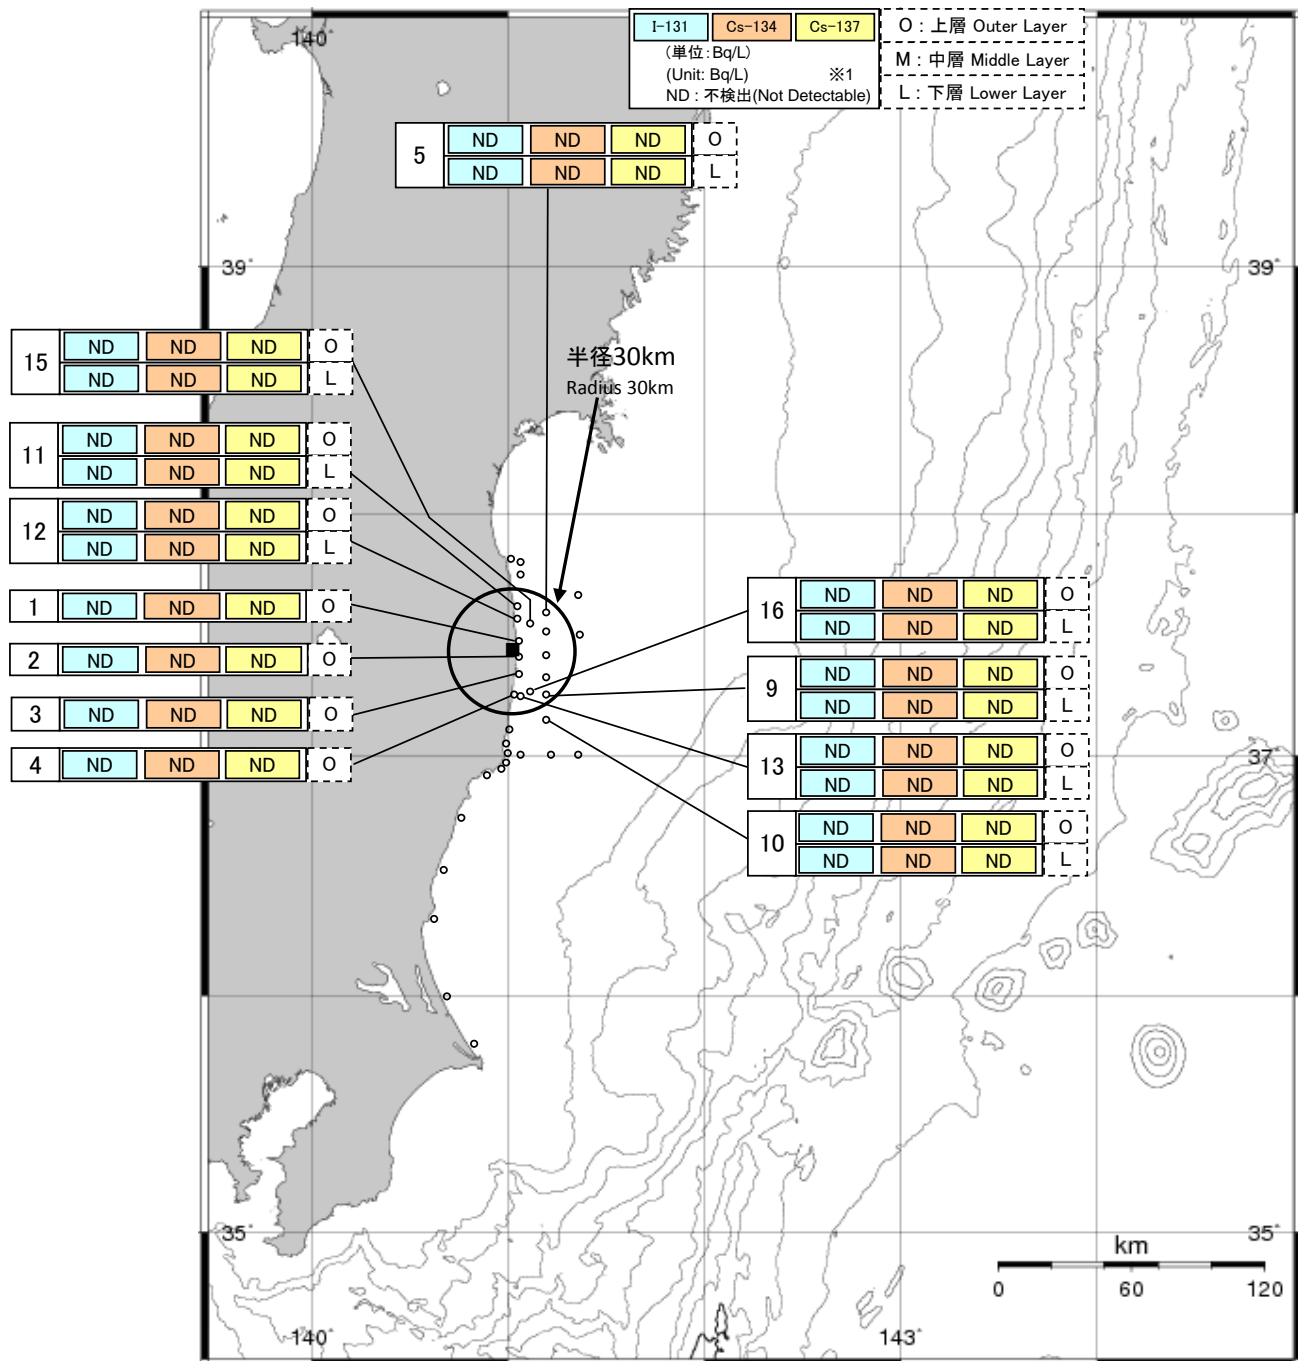 140°
I-131 Cs-134 Cs-137
(単位:Bq/L)
(Unit: Bq/L) ※1
ND : 不検出(Not Detectable)
O : 上層 Outer Layer
M : 中層 Middle Layer
L : 下層 Lower Layer
5
ND ND ND O
ND ND ND L
39° 39°
15
ND ND ND O
ND ND ND L
半径30km
Radius 30km
11
ND ND ND O
ND ND ND L
12
ND ND ND O
ND ND ND L
1 ND ND ND O
2 ND ND ND O
3 ND ND ND O
4 ND ND ND O
16
ND ND ND O
ND ND ND L
9
ND ND ND O
ND ND ND L
37°
13
ND ND ND O
ND ND ND L
10
ND ND ND O
ND ND ND L
35° 35°
km
0 60 120
140° 143°